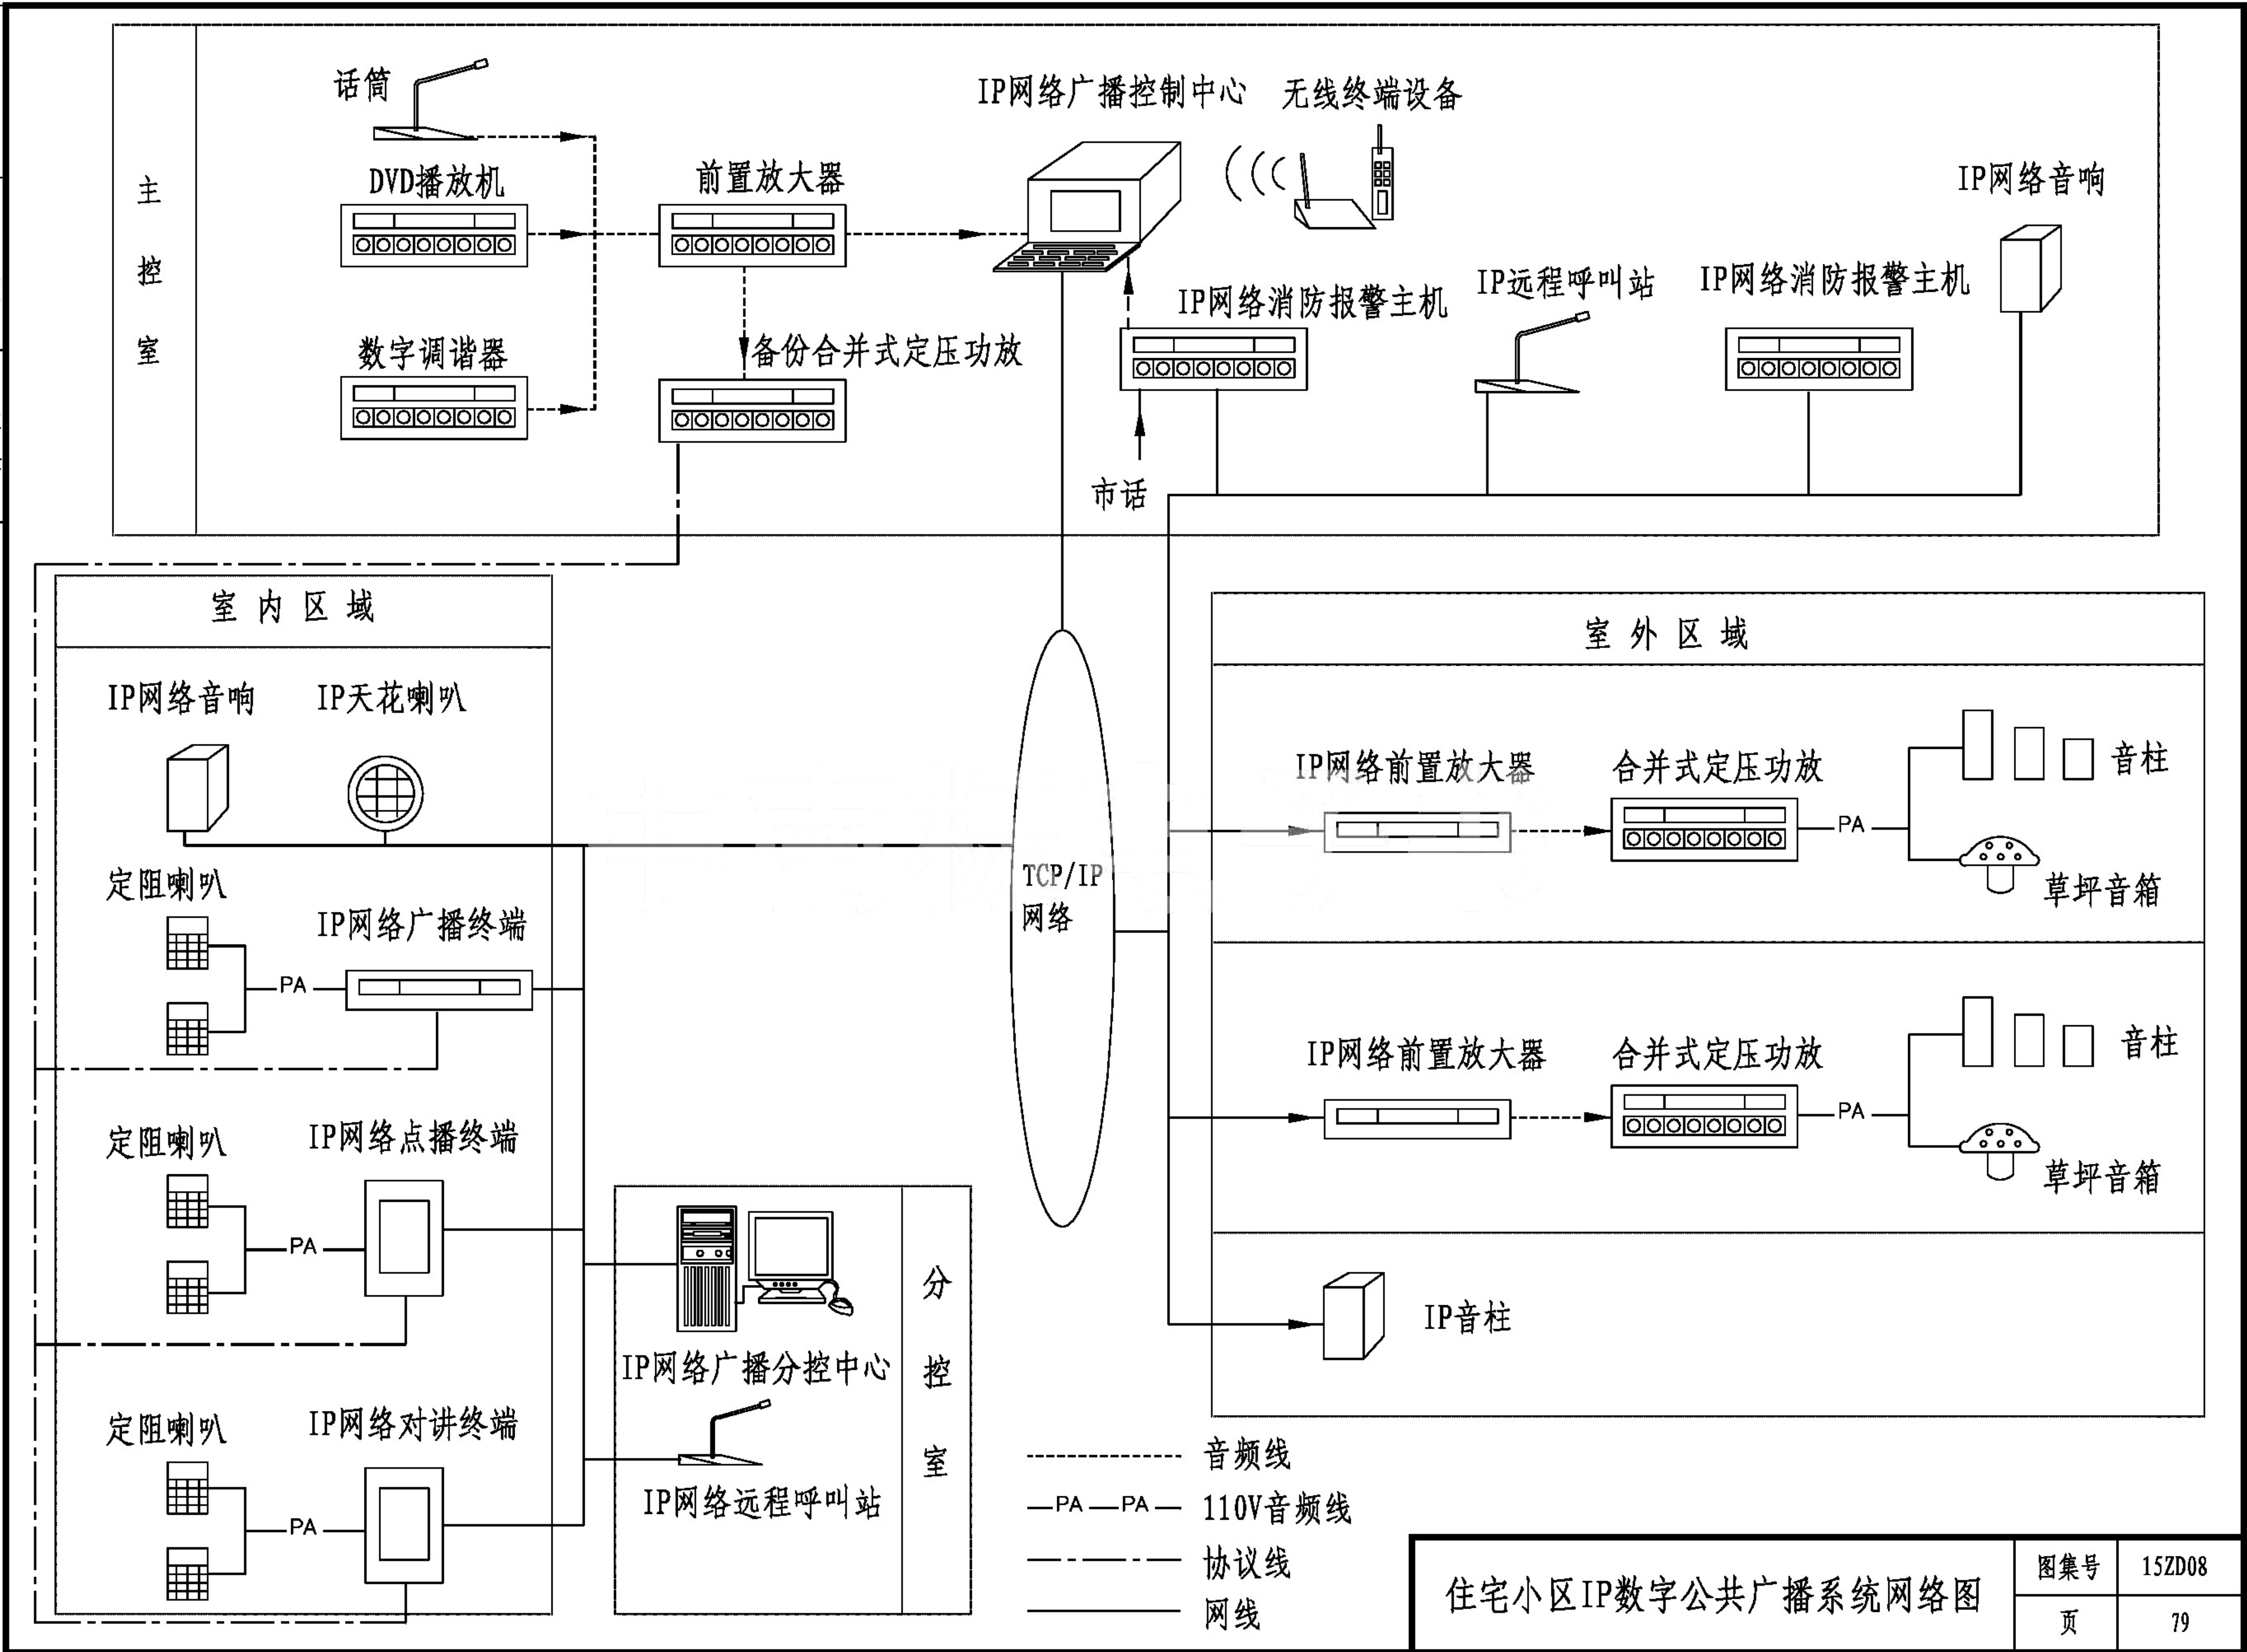 主控室
话筒
DVD播放机
数字调谐器
前置放大器
备份合并式定压功放
IP网络广播控制中心
无线终端设备
IP网络消防报警主机
市话
IP远程呼叫站
IP网络消防报警主机
IP网络音响
室内区域
IP网络音响
IP天花喇叭
定阻喇叭
IP网络广播终端
PA
定阻喇叭
IP网络点播终端
PA
定阻喇叭
IP网络对讲终端
PA
TCP/IP
网络
分控室
IP网络广播分控中心
IP网络远程呼叫站
室外区域
IP网络前置放大器
合并式定压功放
PA
音柱
草坪音箱
IP网络前置放大器
合并式定压功放
PA
音柱
草坪音箱
IP音柱
音频线
PA PA 110V音频线
协议线
网线
住宅小区IP数字公共广播系统网络图
图集号 15ZD08
页 79